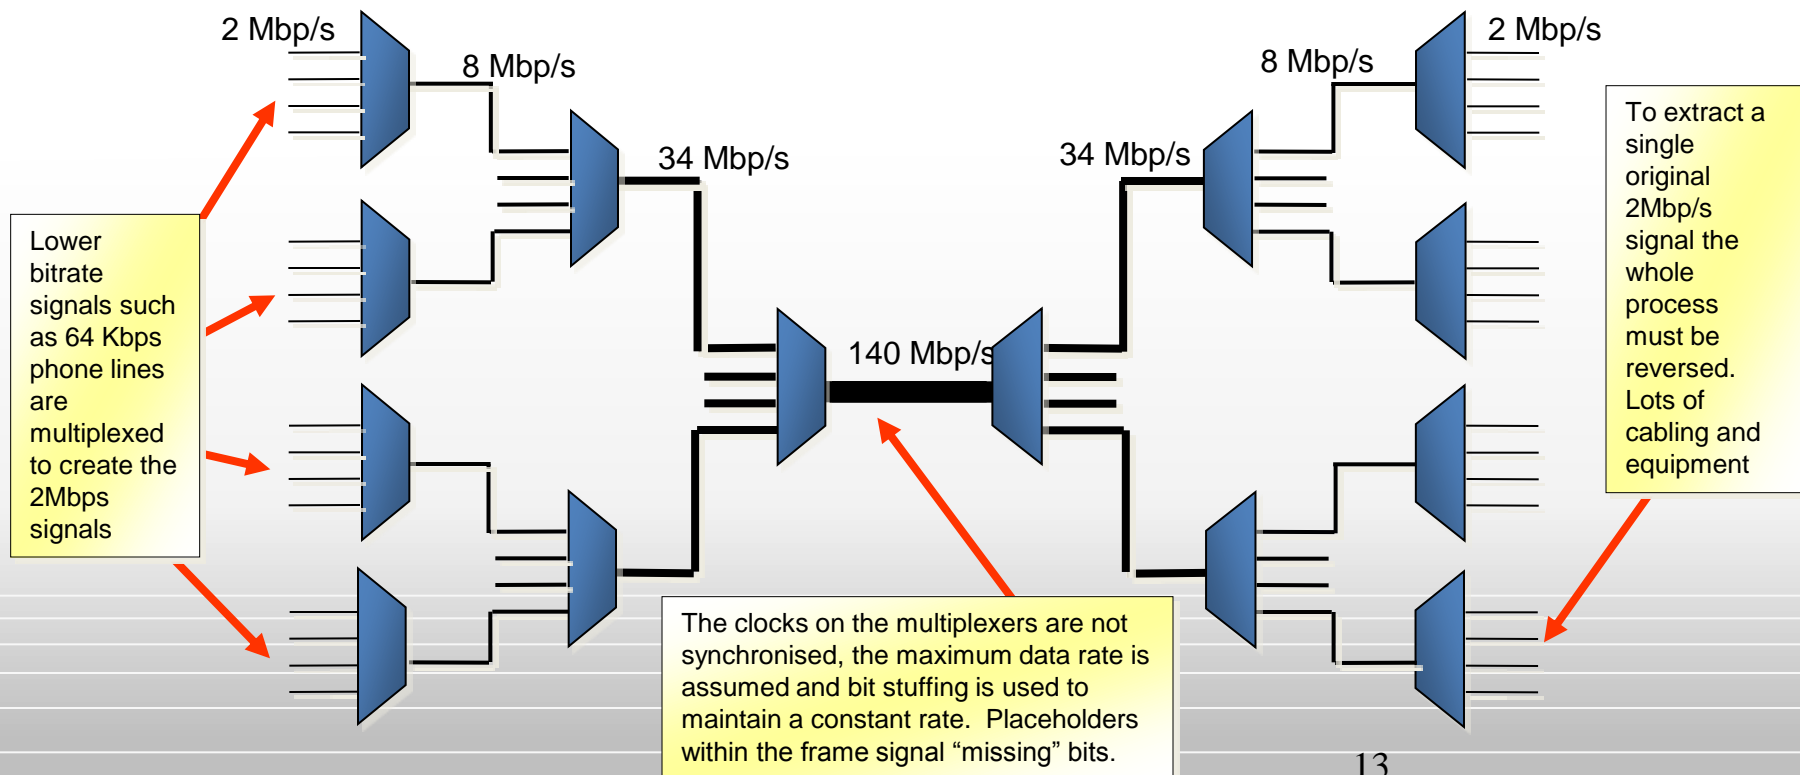 2 Mbp/s
8 Mbp/s
34 Mbp/s
140 Mbp/s
34 Mbp/s
8 Mbp/s
2 Mbp/s
Lower
bitrate
signals such
as 64 Kbps
phone lines
are
multiplexed
to create the
2Mbps
signals
The clocks on the multiplexers are not
synchronised, the maximum data rate is
assumed and bit stuffing is used to
maintain a constant rate.  Placeholders
within the frame signal “missing” bits.
To extract a
single
original
2Mbp/s
signal the
whole
process
must be
reversed.
Lots of
cabling and
equipment
13